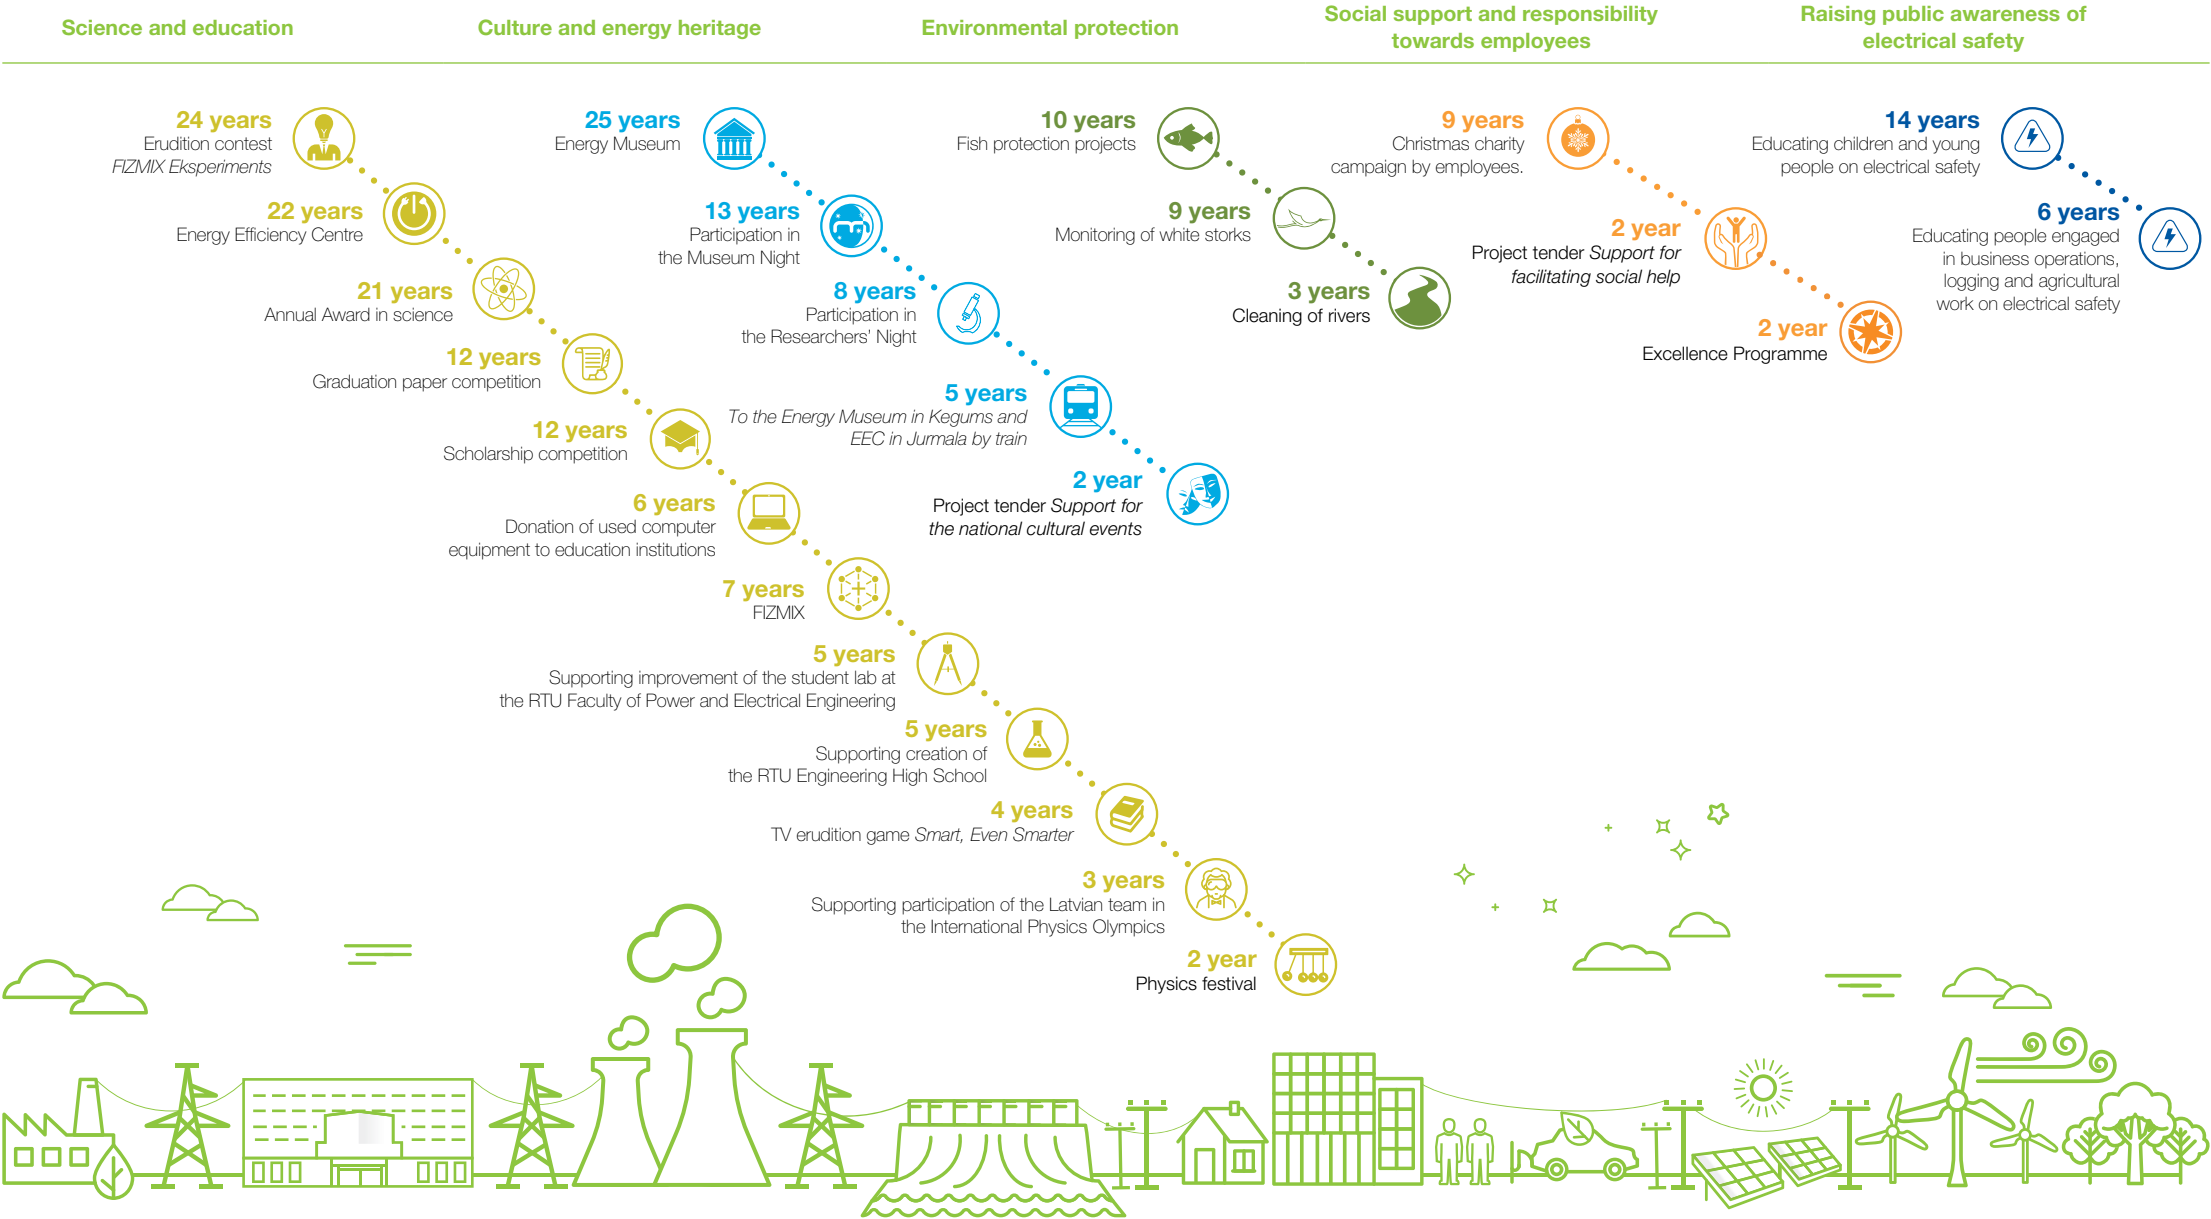 Science and education
Culture and energy heritage
Environmental protection
Social support and responsibility
towards employees
Raising public awareness of
electrical safety
24 years
Erudition contest
FIZMIX Eksperiments
22 years
Energy Efficiency Centre
21 years
Annual Award in science
12 years
Graduation paper competition
12 years
Scholarship competition
6 years
Donation of used computer
equipment to education institutions
7 years
FIZMIX
5 years
Supporting improvement of the student lab at
the RTU Faculty of Power and Electrical Engineering
5 years
Supporting creation of
the RTU Engineering High School
4 years
TV erudition game Smart, Even Smarter
3 years
Supporting participation of the Latvian team in
the International Physics Olympics
2 year
Physics festival
25 years
Energy Museum
13 years
Participation in
the Museum Night
8 years
Participation in
the Researchers' Night
5 years
To the Energy Museum in Kegums and
EEC in Jurmala by train
2 year
Project tender Support for
the national cultural events
10 years
Fish protection projects
9 years
Monitoring of white storks
3 years
Cleaning of rivers
9 years
Christmas charity
campaign by employees.
2 year
Project tender Support for
facilitating social help
2 year
Excellence Programme
14 years
Educating children and young
people on electrical safety
6 years
Educating people engaged
in business operations,
logging and agricultural
work on electrical safety